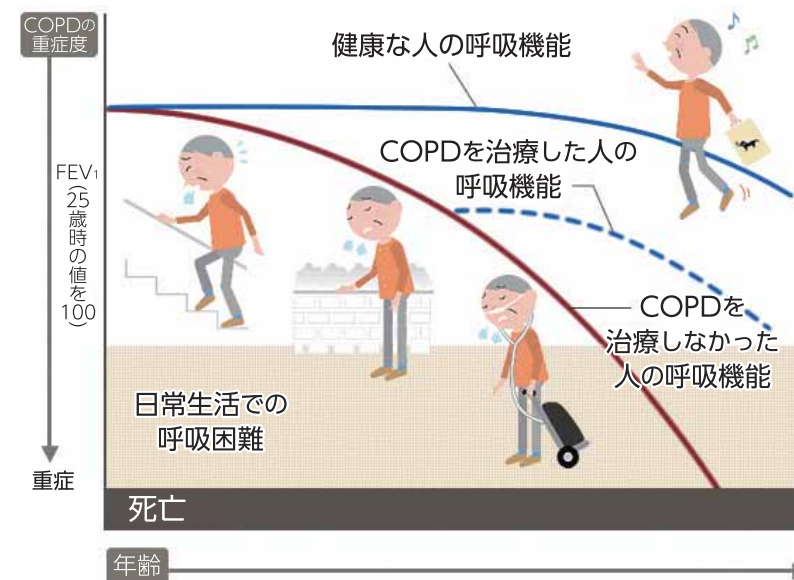 COPDの
重症度
健康な人の呼吸機能
COPDを治療した人の
呼吸機能
FEV1
(25歳時の値を100)
COPDを
治療しなかった
人の呼吸機能
日常生活での
呼吸困難
重症
死亡
年齢